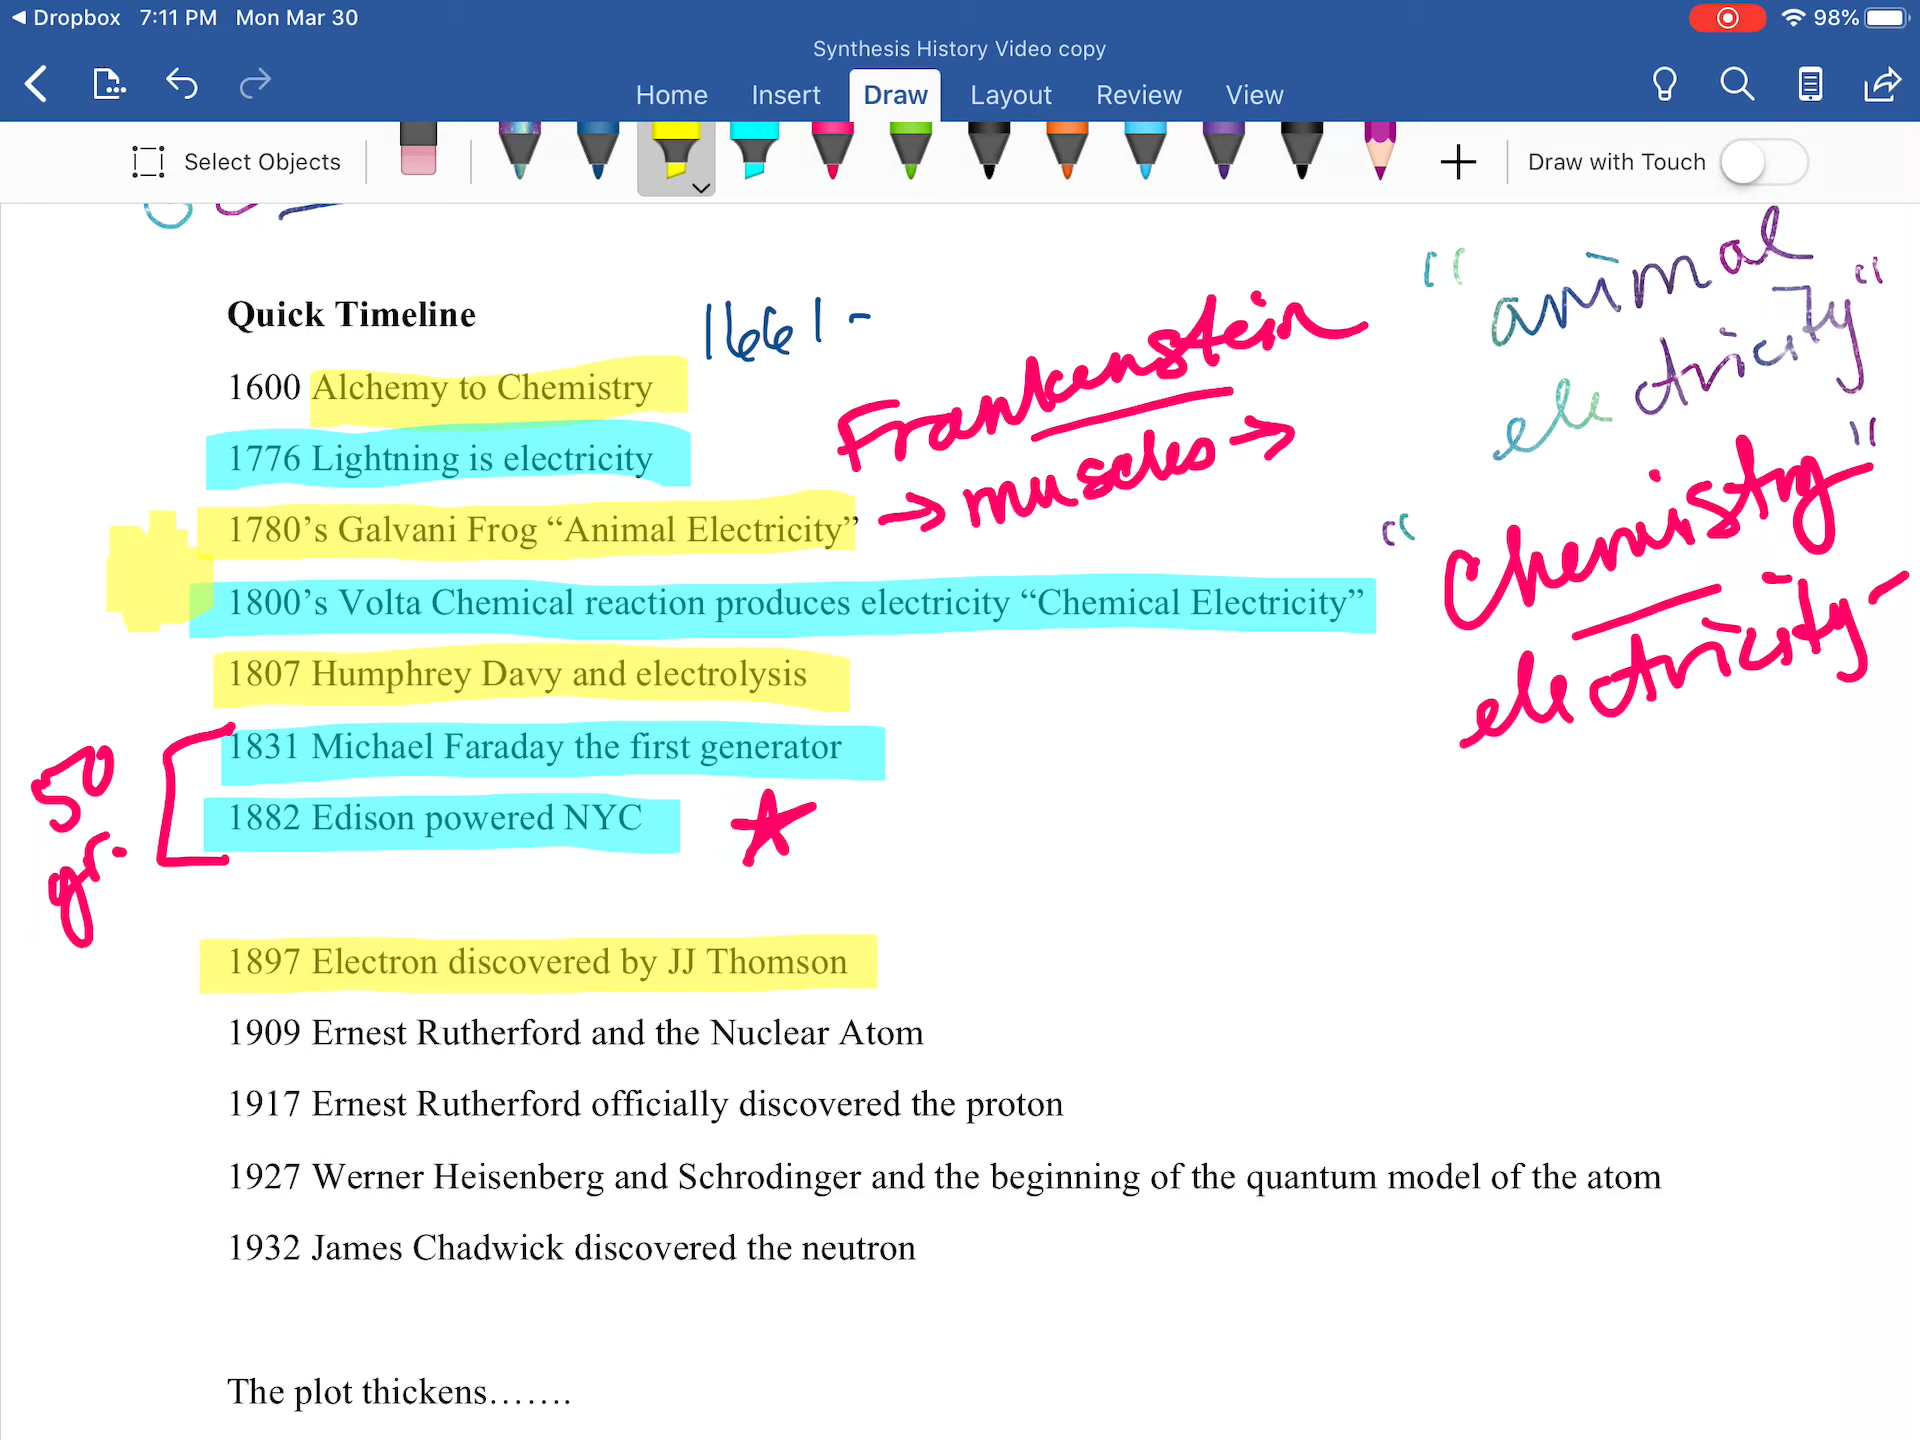 Dropbox 7:11 PM Mon Mar 30 98%
Synthesis History Video copy
Home Insert Draw Layout Review View
Select Objects Draw with Touch
"animal
electricity"
Quick Timeline 1661 -
Frankenstein
1600 Alchemy to Chemistry
→ muscles →
1776 Lightning is electricity
"Chemistry"
electricity-
1780’s Galvani Frog “Animal Electricity”
1800’s Volta Chemical reaction produces electricity “Chemical Electricity”
1807 Humphrey Davy and electrolysis
50
yr.
1831 Michael Faraday the first generator
1882 Edison powered NYC
1897 Electron discovered by JJ Thomson
1909 Ernest Rutherford and the Nuclear Atom
1917 Ernest Rutherford officially discovered the proton
1927 Werner Heisenberg and Schrodinger and the beginning of the quantum model of the atom
1932 James Chadwick discovered the neutron
The plot thickens…….